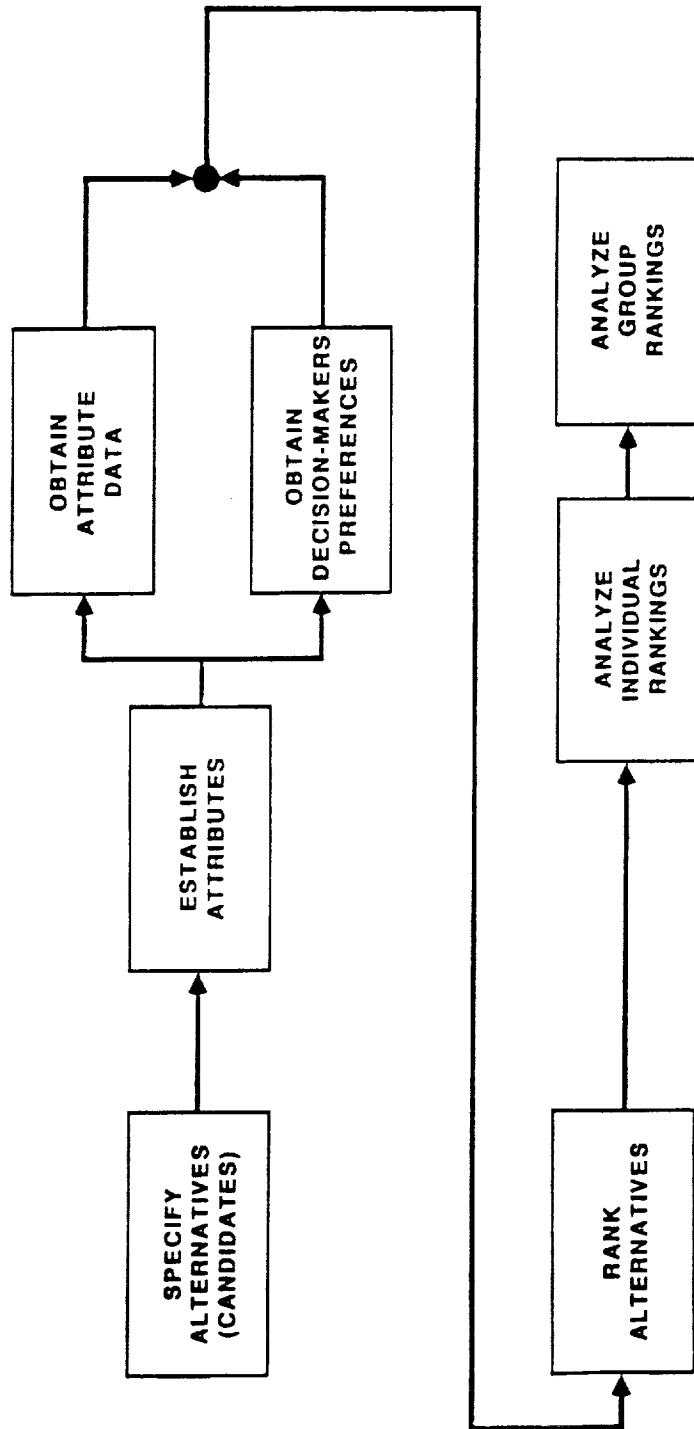 SPECIFY
ALTERNATIVES
(CANDIDATES)
ESTABLISH
ATTRIBUTES
OBTAIN
ATTRIBUTE
DATA
OBTAIN
DECISION-MAKERS
PREFERENCES
RANK
ALTERNATIVES
ANALYZE
INDIVIDUAL
RANKINGS
ANALYZE
GROUP
RANKINGS